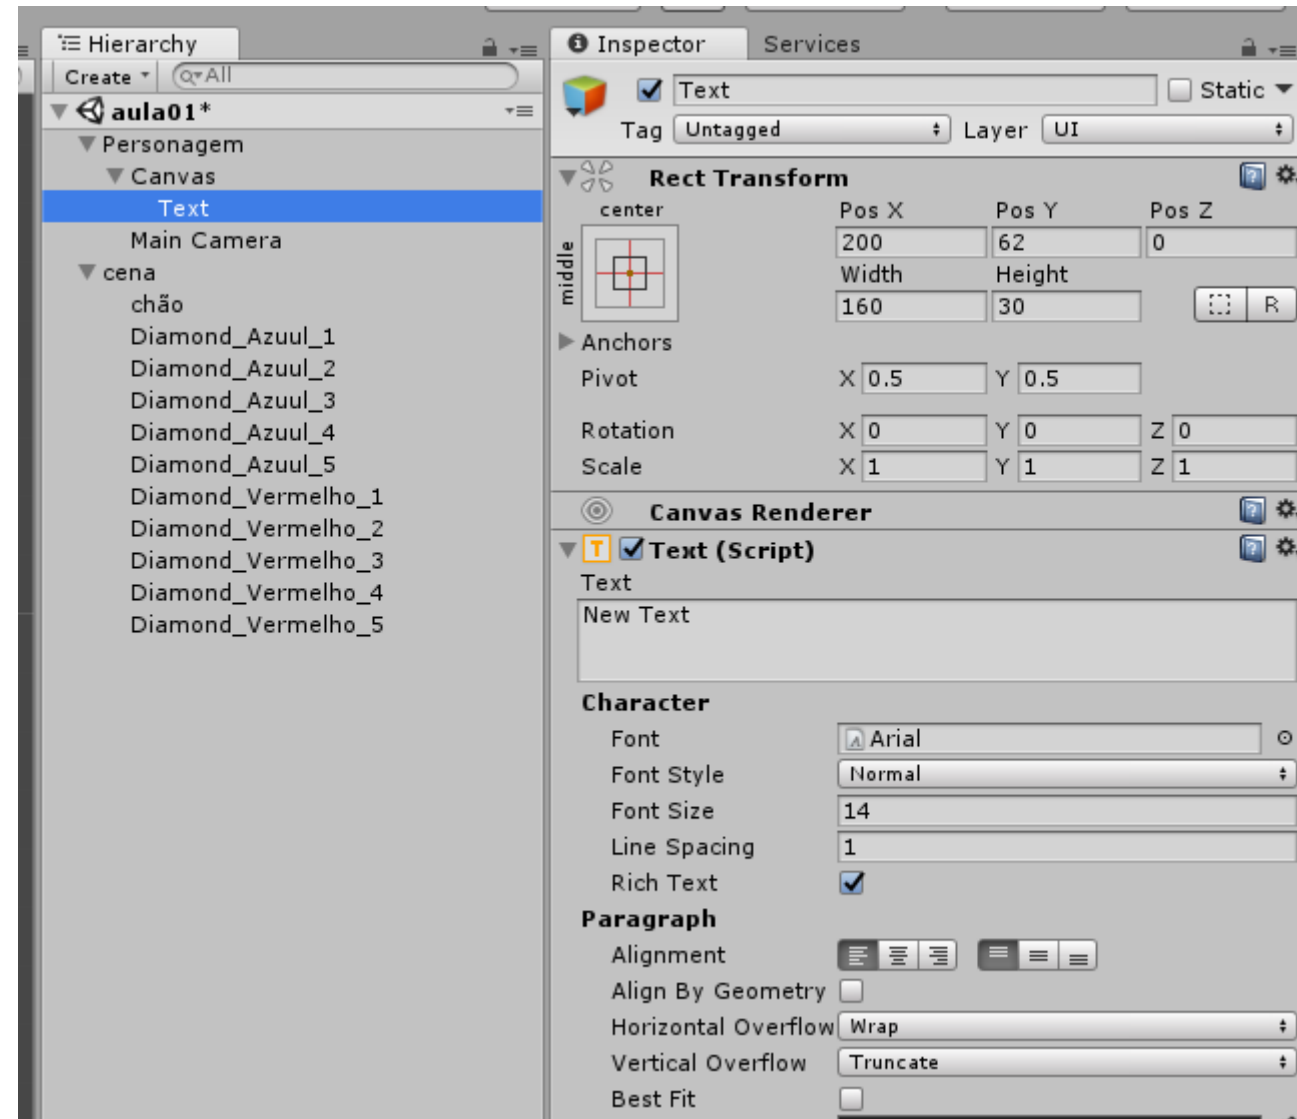 Hierarchy
Create
All
aula01*
Personagem
Canvas
Text
Main Camera
cena
chão
Diamond_Azuul_1
Diamond_Azuul_2
Diamond_Azuul_3
Diamond_Azuul_4
Diamond_Azuul_5
Diamond_Vermelho_1
Diamond_Vermelho_2
Diamond_Vermelho_3
Diamond_Vermelho_4
Diamond_Vermelho_5
Inspector Services
Text Static
Tag Untagged Layer UI
Rect Transform
center Pos X Pos Y Pos Z
middle
200 62 0
Width Height
160 30
R
Anchors
Pivot X 0.5 Y 0.5
Rotation X 0 Y 0 Z 0
Scale X 1 Y 1 Z 1
Canvas Renderer
T Text (Script)
Text
New Text
Character
Font Arial
Font Style Normal
Font Size 14
Line Spacing 1
Rich Text
Paragraph
Alignment
Align By Geometry
Horizontal Overflow Wrap
Vertical Overflow Truncate
Best Fit